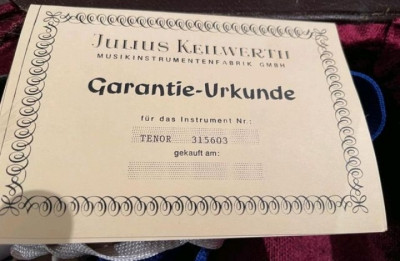 JULIUS KEILWERTH
MUSIKINSTRUMENTENFABRIK GMBH
Garantie-Urkunde
für das Instrument Nr.:
TENOR 315603
gekauft am: